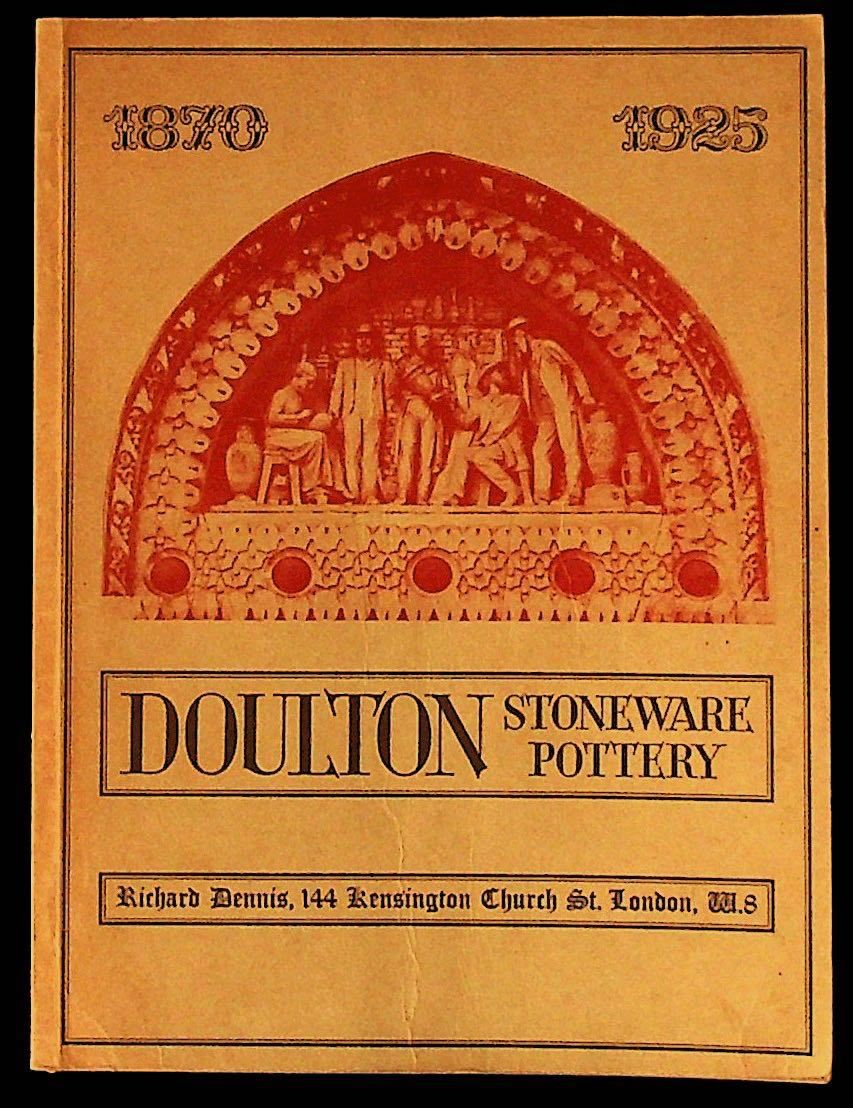 1870 1925
DOULTON STONEWARE
POTTERY
Richard Dennis, 144 Kensington Church St. London, W.8